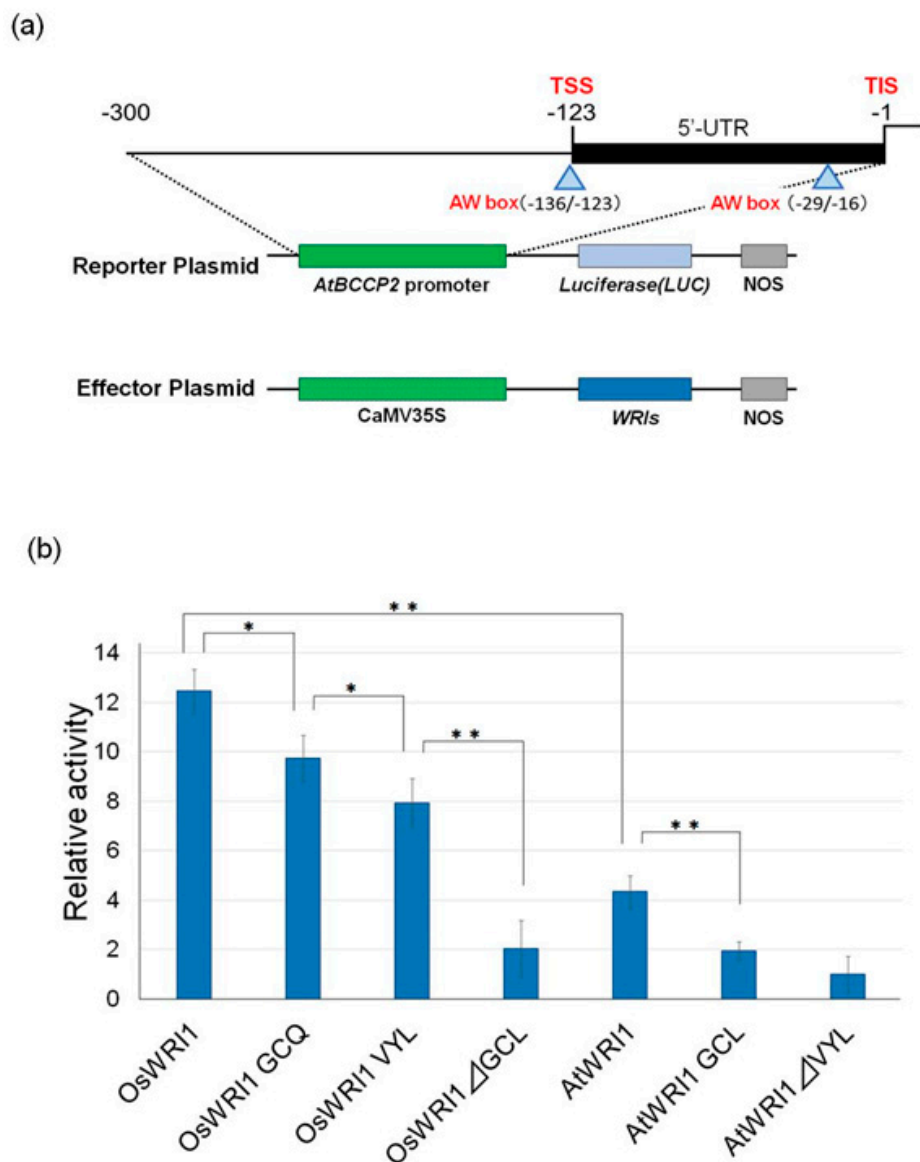 (a)
TSS
TIS
-300
-123
-1
5'-UTR
AW box(-136/-123)
AW box (-29/-16)
Reporter Plasmid
AtBCCP2 promoter
Luciferase(LUC)
NOS
Effector Plasmid
CaMV35S
WRIs
NOS
(b)
**
*
*
**
**
Relative activity
14
12
10
8
6
4
2
0
OsWRI1
OsWRI1 GCQ
OsWRI1 VYL
OsWRI1 ⊿GCL
AtWRI1
AtWRI1 GCL
AtWRI1 ⊿VYL